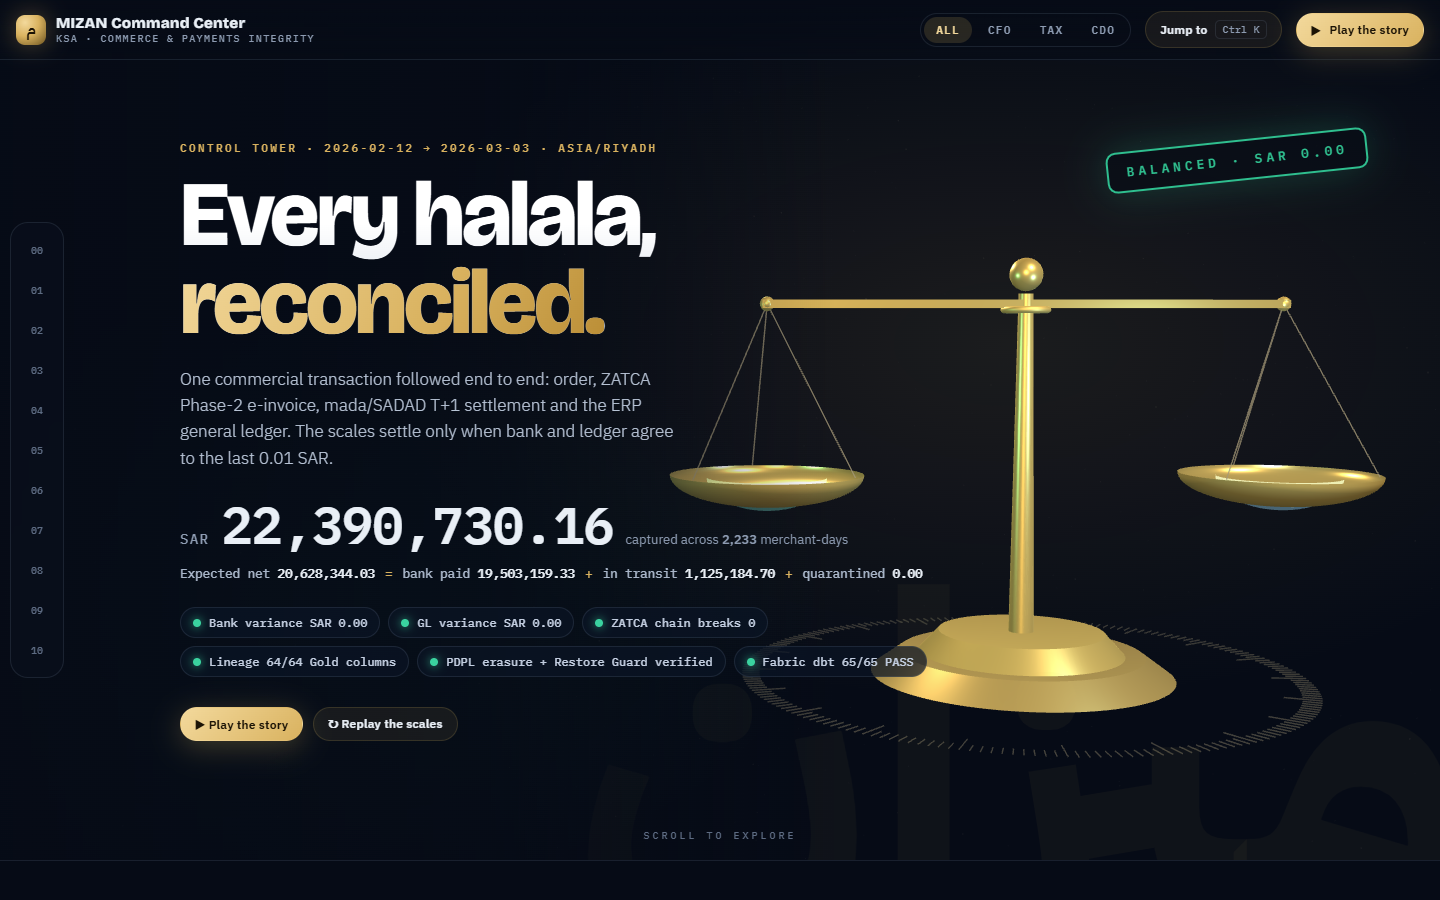 م
MIZAN Command Center
KSA · COMMERCE & PAYMENTS INTEGRITY
ALL CFO TAX CDO
Jump to Ctrl K
▶ Play the story
CONTROL TOWER · 2026-02-12 → 2026-03-03 · ASIA/RIYADH
BALANCED · SAR 0.00
Every halala,
reconciled.
One commercial transaction followed end to end: order, ZATCA
Phase-2 e-invoice, mada/SADAD T+1 settlement and the ERP
general ledger. The scales settle only when bank and ledger agree
to the last 0.01 SAR.
SAR 22,390,730.16 captured across 2,233 merchant-days
Expected net 20,628,344.03 = bank paid 19,503,159.33 + in transit 1,125,184.70 + quarantined 0.00
Bank variance SAR 0.00
GL variance SAR 0.00
ZATCA chain breaks 0
Lineage 64/64 Gold columns
PDPL erasure + Restore Guard verified
Fabric dbt 65/65 PASS
▶ Play the story
↻ Replay the scales
00
01
02
03
04
05
06
07
08
09
10
ميزان
SCROLL TO EXPLORE